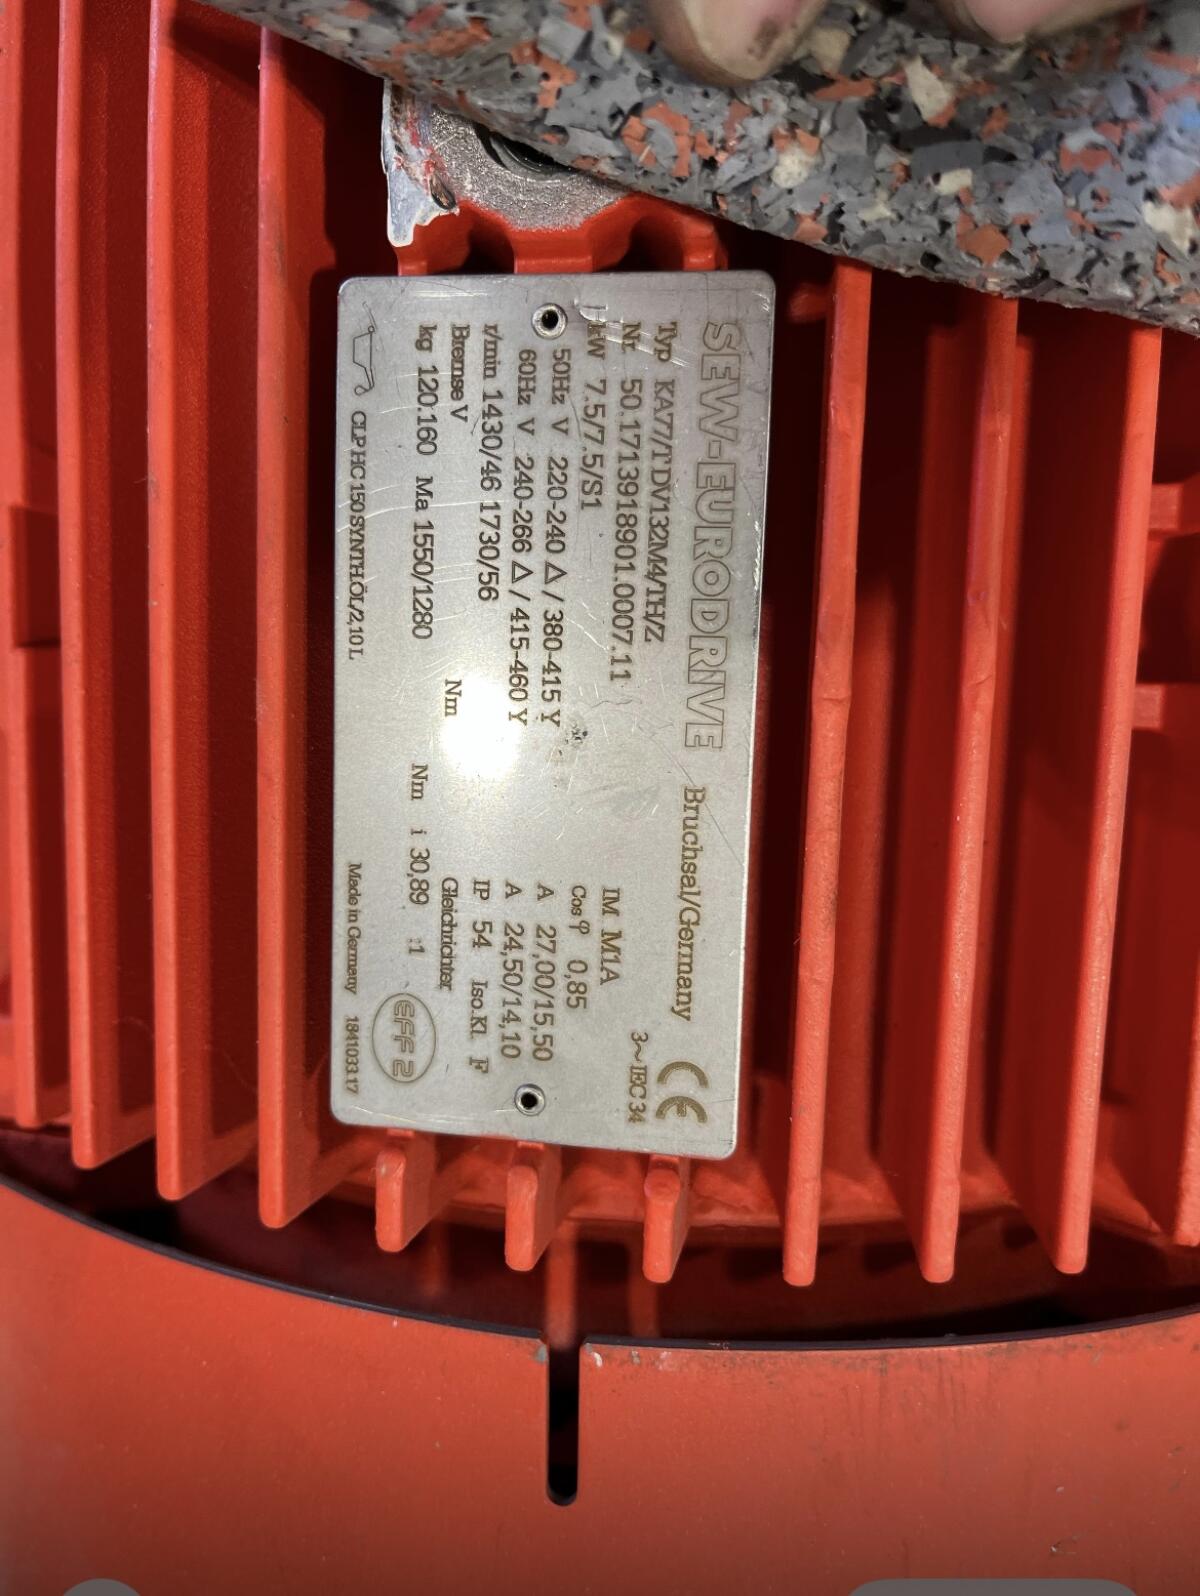 SEW-EURODRIVE Bruchsal/Germany CE
Typ KA77/TDV132M4/TH/Z 3~ IEC 34
Nr. 50.1713918901.0007.11 IM M1A
kW 7.5/7.5/S1 Cos φ 0,85
50Hz V 220-240 △ / 380-415 Y A 27,00/15,50
60Hz V 240-266 △ / 415-460 Y A 24,50/14,10
r/min 1430/46 1730/56 IP 54 Iso.Kl. F
Bremse V Nm Gleichrichter
kg 120.160 Ma 1550/1280 Nm i 30,89 :1 EFF 2
CLP HC 150 SYNTHÖL/2,10 L Made in Germany 1841033.17